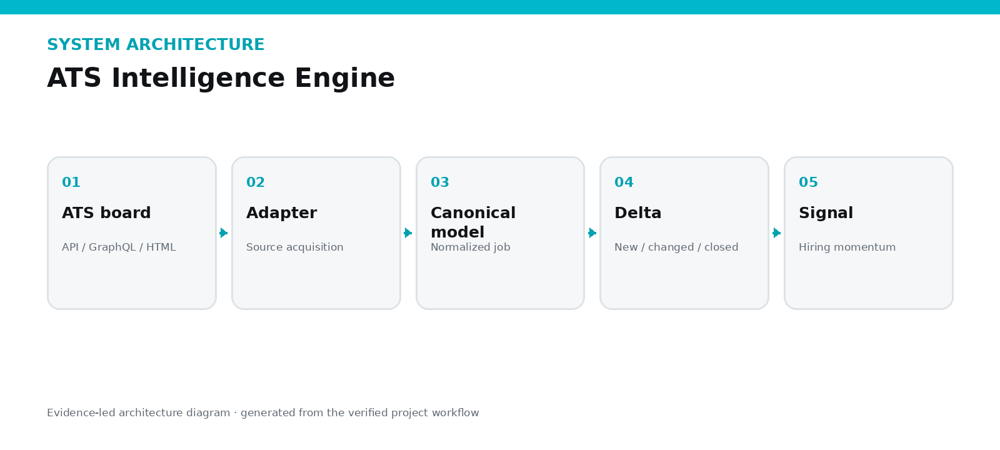 SYSTEM ARCHITECTURE
ATS Intelligence Engine
01
ATS board
API / GraphQL / HTML
02
Adapter
Source acquisition
03
Canonical
model
Normalized job
04
Delta
New / changed / closed
05
Signal
Hiring momentum
Evidence-led architecture diagram · generated from the verified project workflow